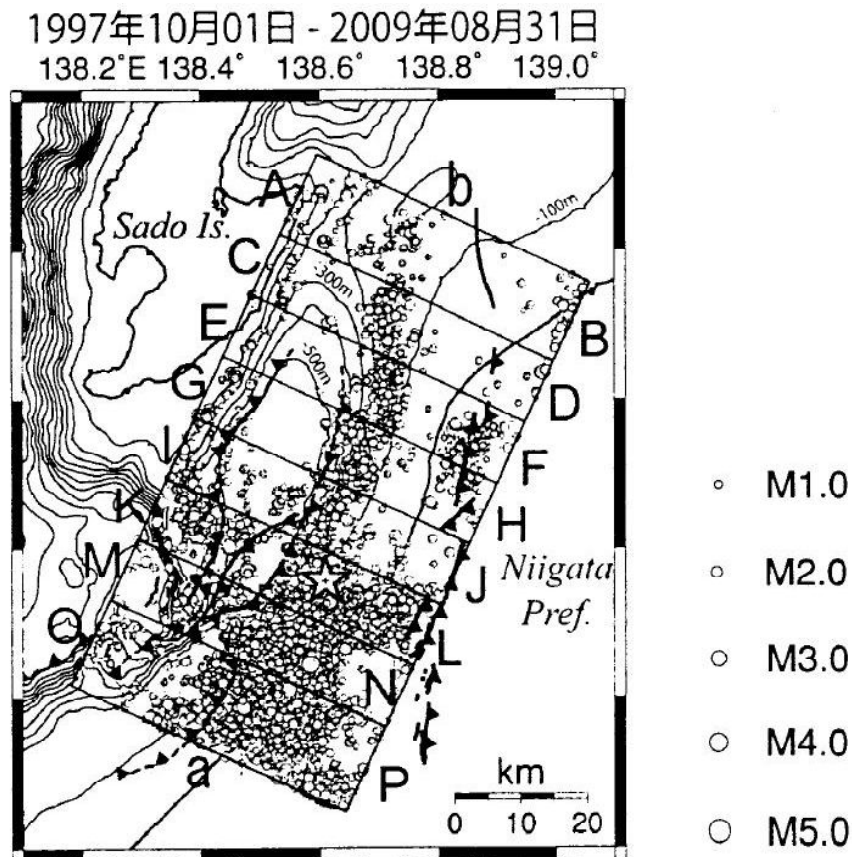 1997年10月01日 - 2009年08月31日
138.2°E 138.4° 138.6° 138.8° 139.0°
A
b
-100m
Sado Is.
C
-300m
E
B
-500m
G
D
I
F
K
H
M
J
Niigata
Pref.
O
L
N
a
P
km
0 10 20
M1.0
M2.0
M3.0
M4.0
M5.0